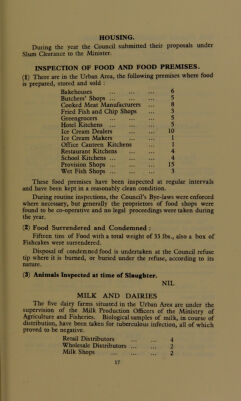 HOUSING.
During the year the Council submitted their proposals under
Slum Clearance to the Minister.
INSPECTION OF FOOD AND FOOD PREMISES.
(1) There are in the Urban Area, the following premises where food
is prepared, stored and sold :
Bakehouses ... ... ... 6
Butchers' Shops ... ... ... 5
Cooked Meat Manufacturers ... 8
Fried Fish and Chip Shops ... 3
Greengrocers ... ... ... 5
Hotel Kitchens ... ... ... 1
Ice Cream Dealers ... ... 10
Ice Cream Makers ... ... 1
Office Canteen Kitchens ... 1
Restaurant Kitchens ... ... 4
School Kitchens ... ... ... 4
Provision Shops ... ... ... 15
Wet Fish Shops ... ... ... 3
These food premises have been inspected at regular intervals
and have been kept in a reasonably clean condition.
During routine inspections, the Council's Bye-laws were enforced
where necessary, but generally the proprietors of food shops were
found to be co-operative and no legal proceedings were taken during
the year.
(2) Food Surrendered and Condemned :
Fifteen tins of Food with a total weight of 35 lbs., also a box of
Fishcakes were surrendered.
Disposal of condemned food is undertaken at the Council refuse
tip where it is burned, or buried under the refuse, according to its
nature.
(3) Animals Inspected at time of Slaughter.
NIL
MILK AND DAIRIES
The five dairy farms situated in the Urban Area are under the
supervision of the Milk Production Officers of the Ministry of
Agriculture and Fisheries. Biological samples of milk, in course of
distribution, have been taken for tuberculous infection, all of which
proved to be negative.
Retail Distributors ... ... 4
Wholesale Distributors ... ... 2
Milk Shops ... ... ... 2
17